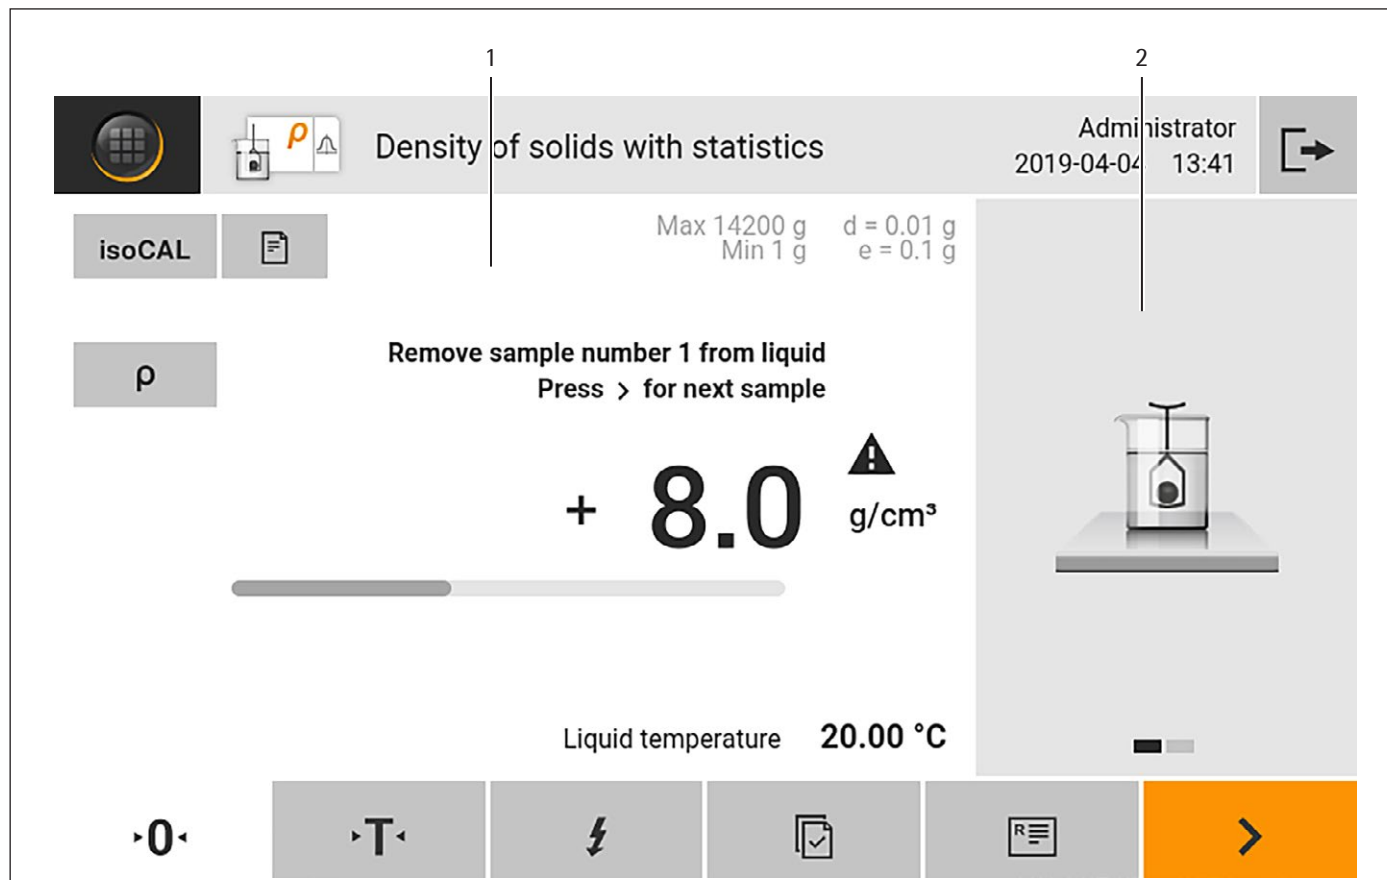 1
2
ρ
Density of solids with statistics
Administrator
2019-04-04 13:41
isoCAL
Max 14200 g d = 0.01 g
Min 1 g e = 0.1 g
ρ
Remove sample number 1 from liquid
Press > for next sample
+ 8.0 g/cm³
Liquid temperature 20.00 °C
0
T
R
>